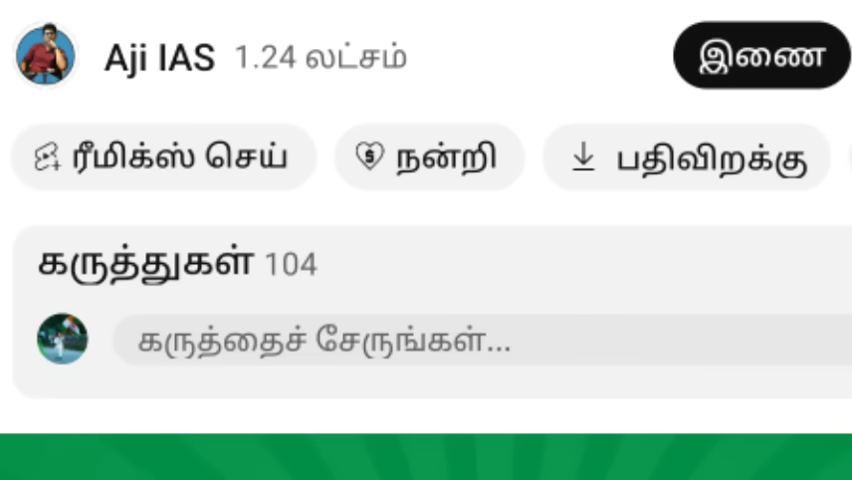 Aji IAS 1.24 லட்சம் இணை
ரீமிக்ஸ் செய் நன்றி பதிவிறக்கு
கருத்துகள் 104
கருத்தைச் சேருங்கள்...